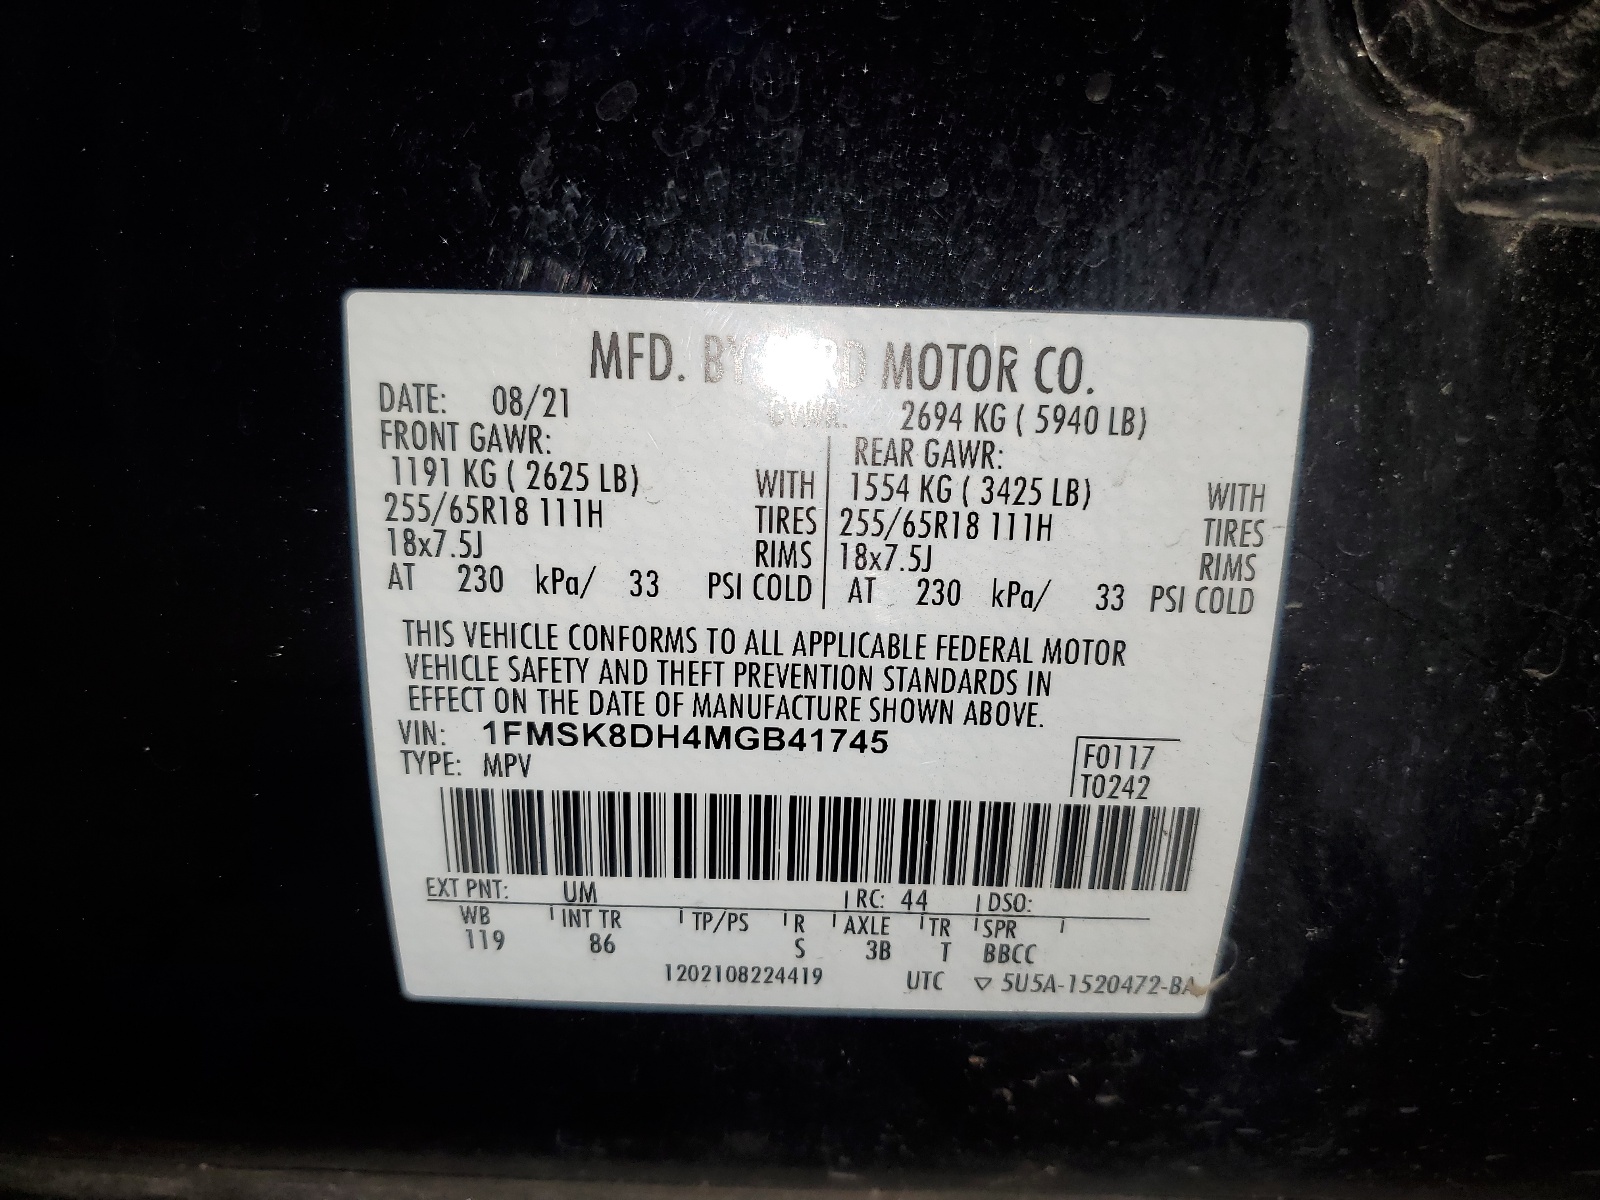 MFD. BY FORD MOTOR CO.
DATE: 08/21 GVWR: 2694 KG ( 5940 LB)
FRONT GAWR: REAR GAWR:
1191 KG ( 2625 LB) WITH 1554 KG ( 3425 LB) WITH
255/65R18 111H TIRES 255/65R18 111H TIRES
18x7.5J RIMS 18x7.5J RIMS
AT 230 kPa/ 33 PSI COLD AT 230 kPa/ 33 PSI COLD
THIS VEHICLE CONFORMS TO ALL APPLICABLE FEDERAL MOTOR
VEHICLE SAFETY AND THEFT PREVENTION STANDARDS IN
EFFECT ON THE DATE OF MANUFACTURE SHOWN ABOVE.
VIN: 1FMSK8DH4MGB41745
TYPE: MPV
F0117
T0242
EXT PNT: UM RC: 44 DSO:
WB INT TR TP/PS R AXLE TR SPR
119 86 S 3B T BBCC
1202108224419 UTC ▽ 5U5A-1520472-BA